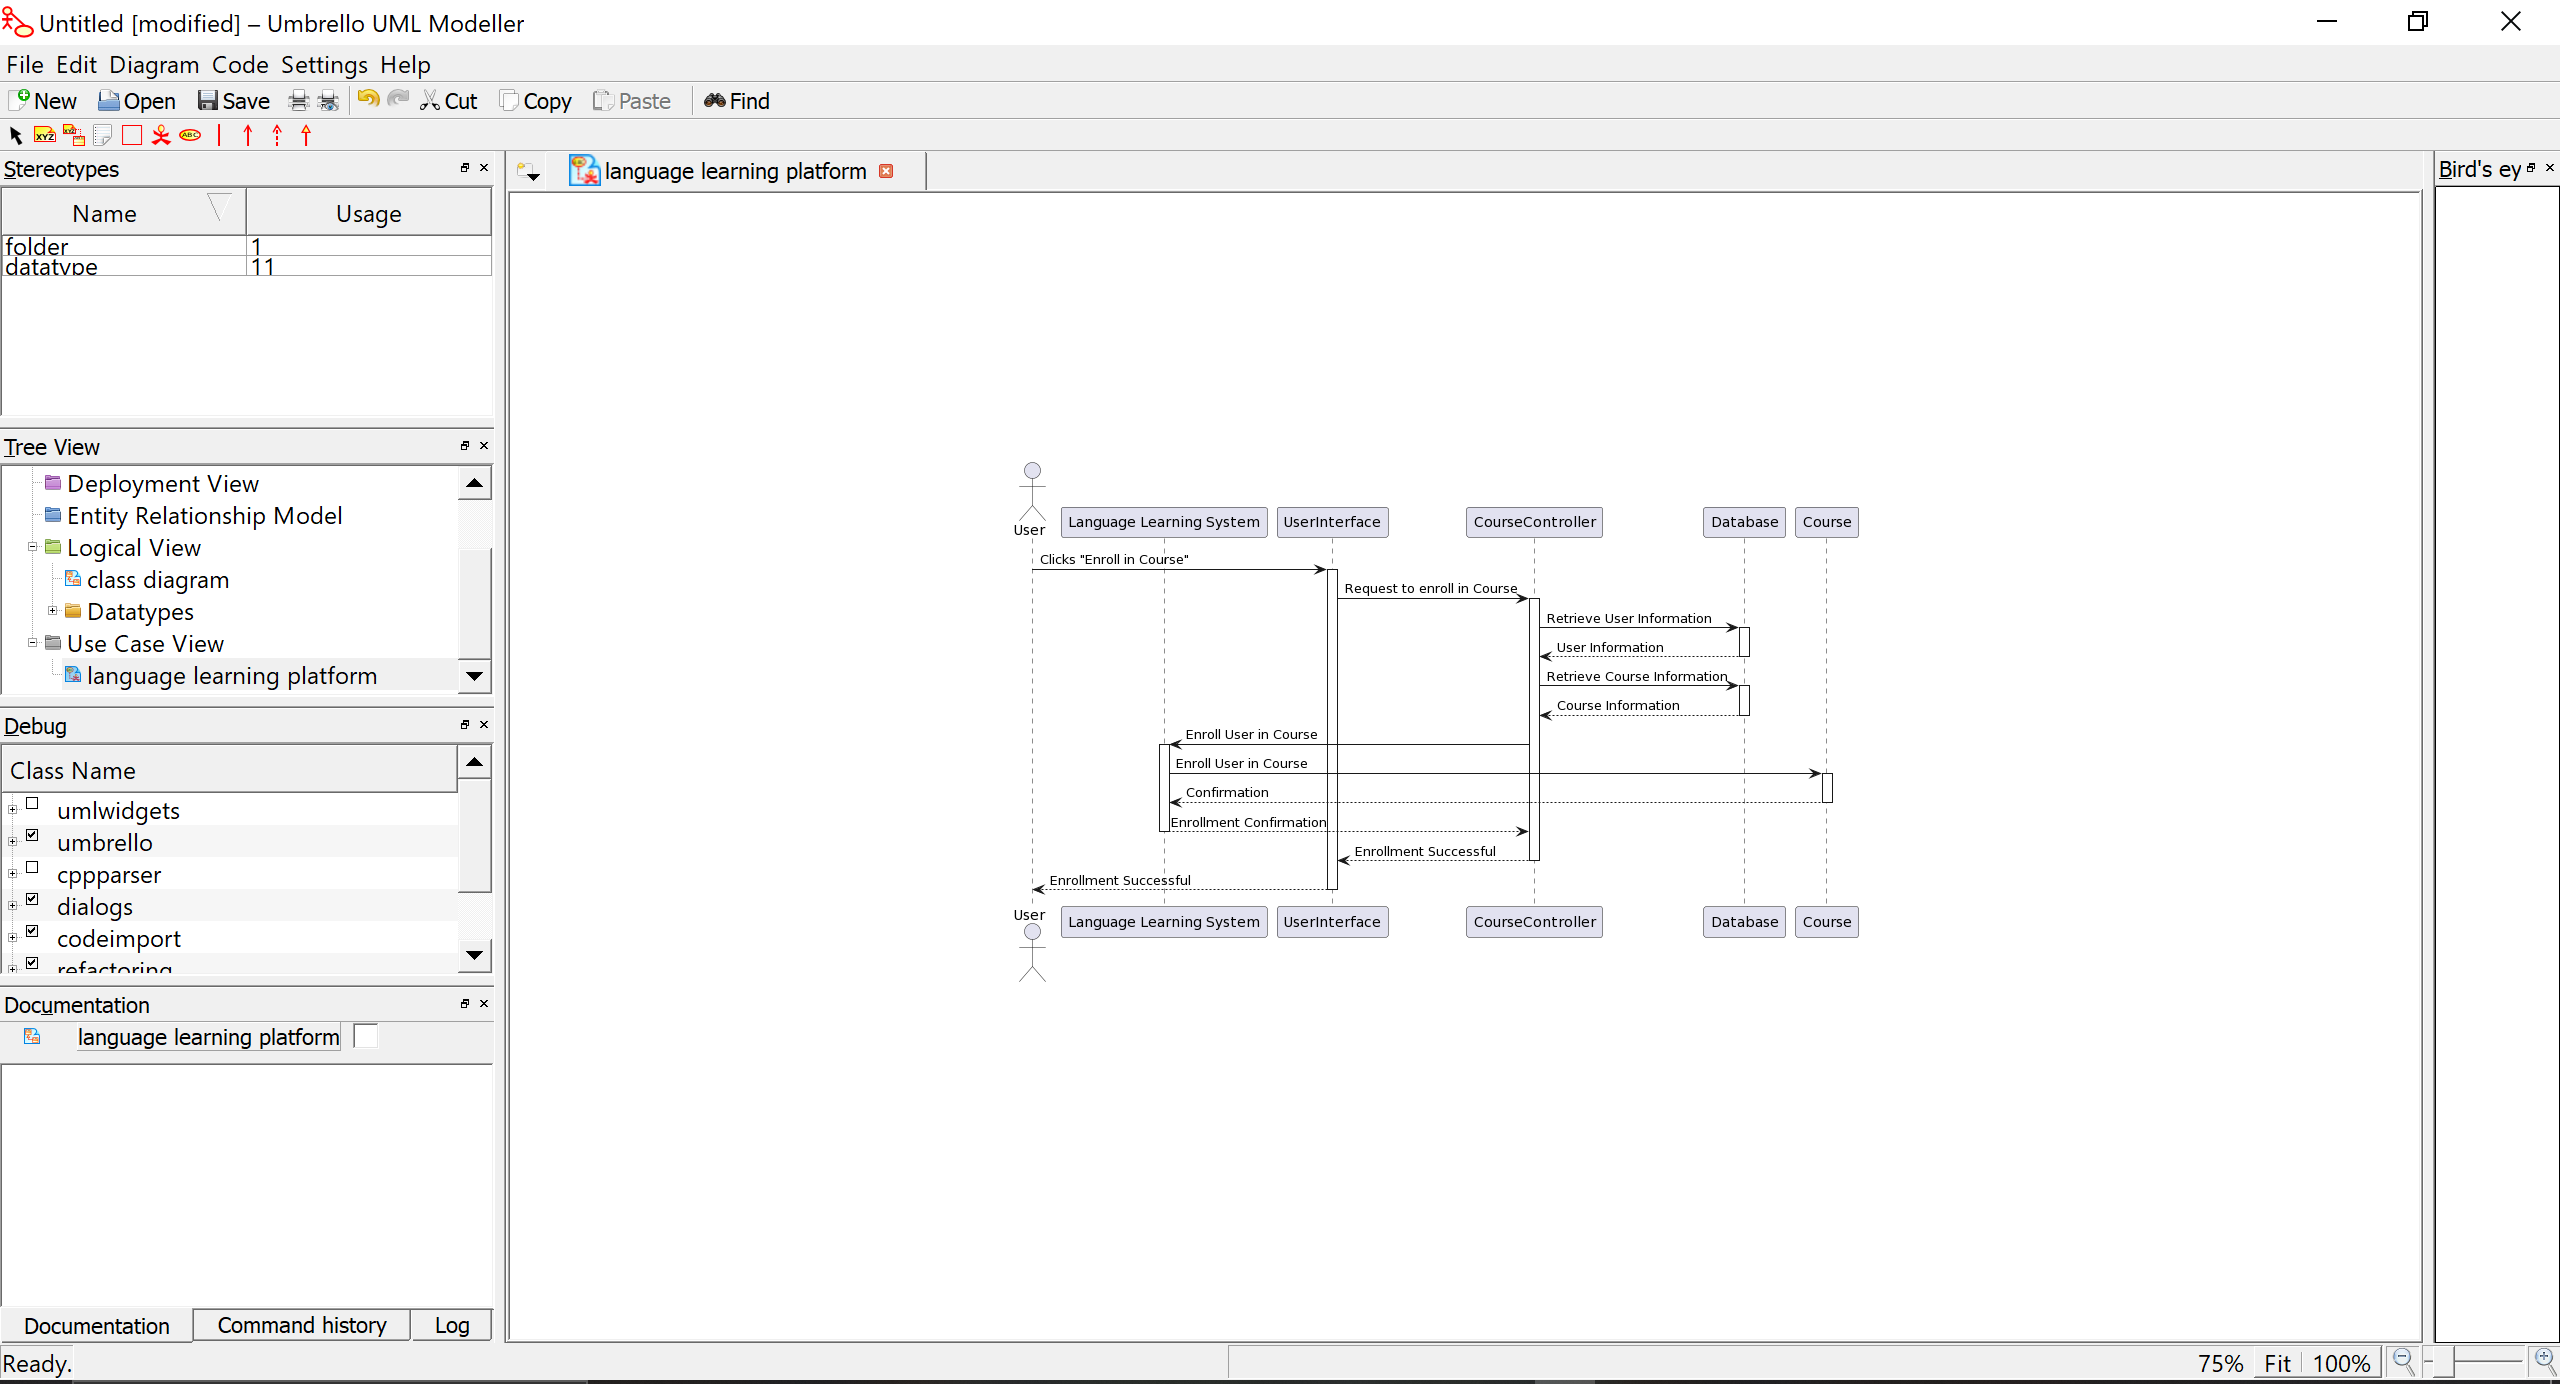 Untitled [modified] – Umbrello UML Modeller
File Edit Diagram Code Settings Help
New Open Save Cut Copy Paste Find
XYZ XYZ ABC
Stereotypes
Name Usage
folder 1
datatype 11
Tree View
Deployment View
Entity Relationship Model
Logical View
class diagram
Datatypes
Use Case View
language learning platform
Debug
Class Name
umlwidgets
umbrello
cppparser
dialogs
codeimport
refactoring
Documentation
language learning platform
Documentation Command history Log
Ready.
language learning platform
User
Language Learning System UserInterface CourseController Database Course
Clicks "Enroll in Course"
Request to enroll in Course
Retrieve User Information
User Information
Retrieve Course Information
Course Information
Enroll User in Course
Enroll User in Course
Confirmation
Enrollment Confirmation
Enrollment Successful
Enrollment Successful
User
Language Learning System UserInterface CourseController Database Course
Bird's ey
75% Fit 100%